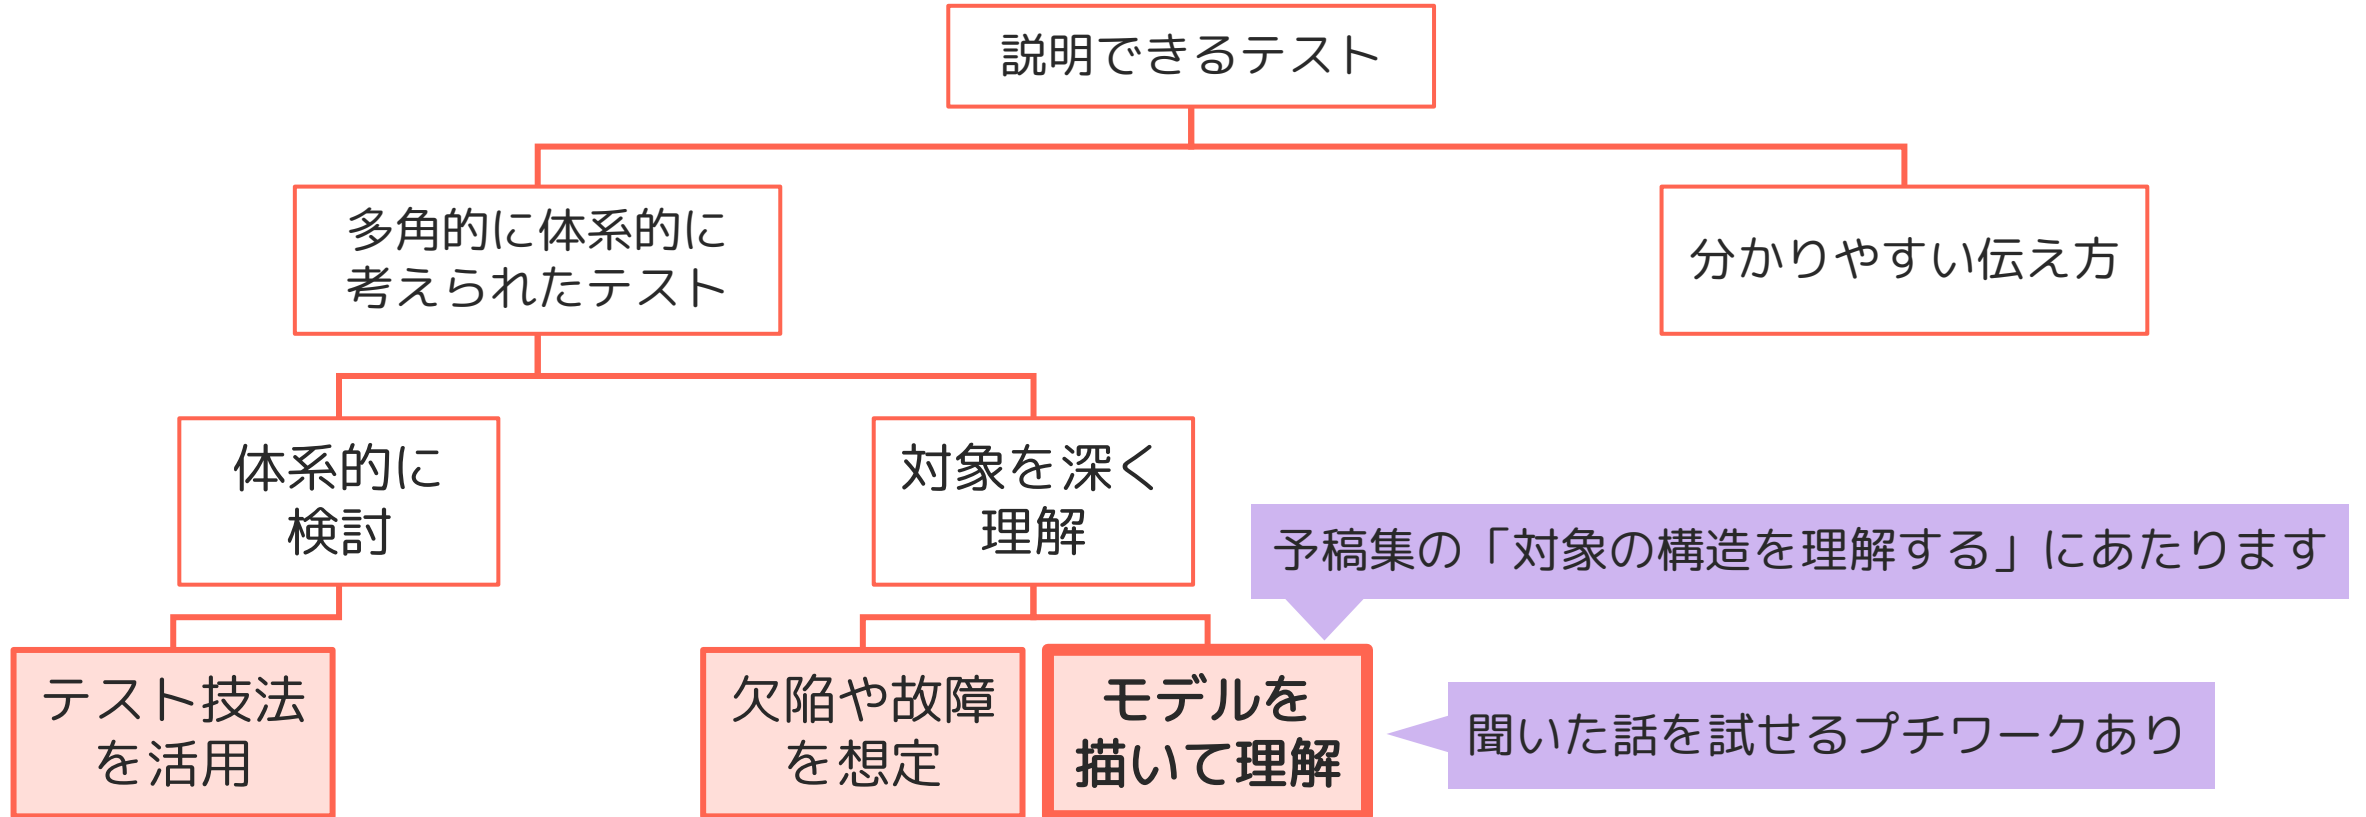 説明できるテスト
多角的に体系的に
考えられたテスト
分かりやすい伝え方
体系的に
検討
対象を深く
理解
予稿集の「対象の構造を理解する」にあたります
テスト技法
を活用
欠陥や故障
を想定
モデルを
描いて理解
聞いた話を試せるプチワークあり